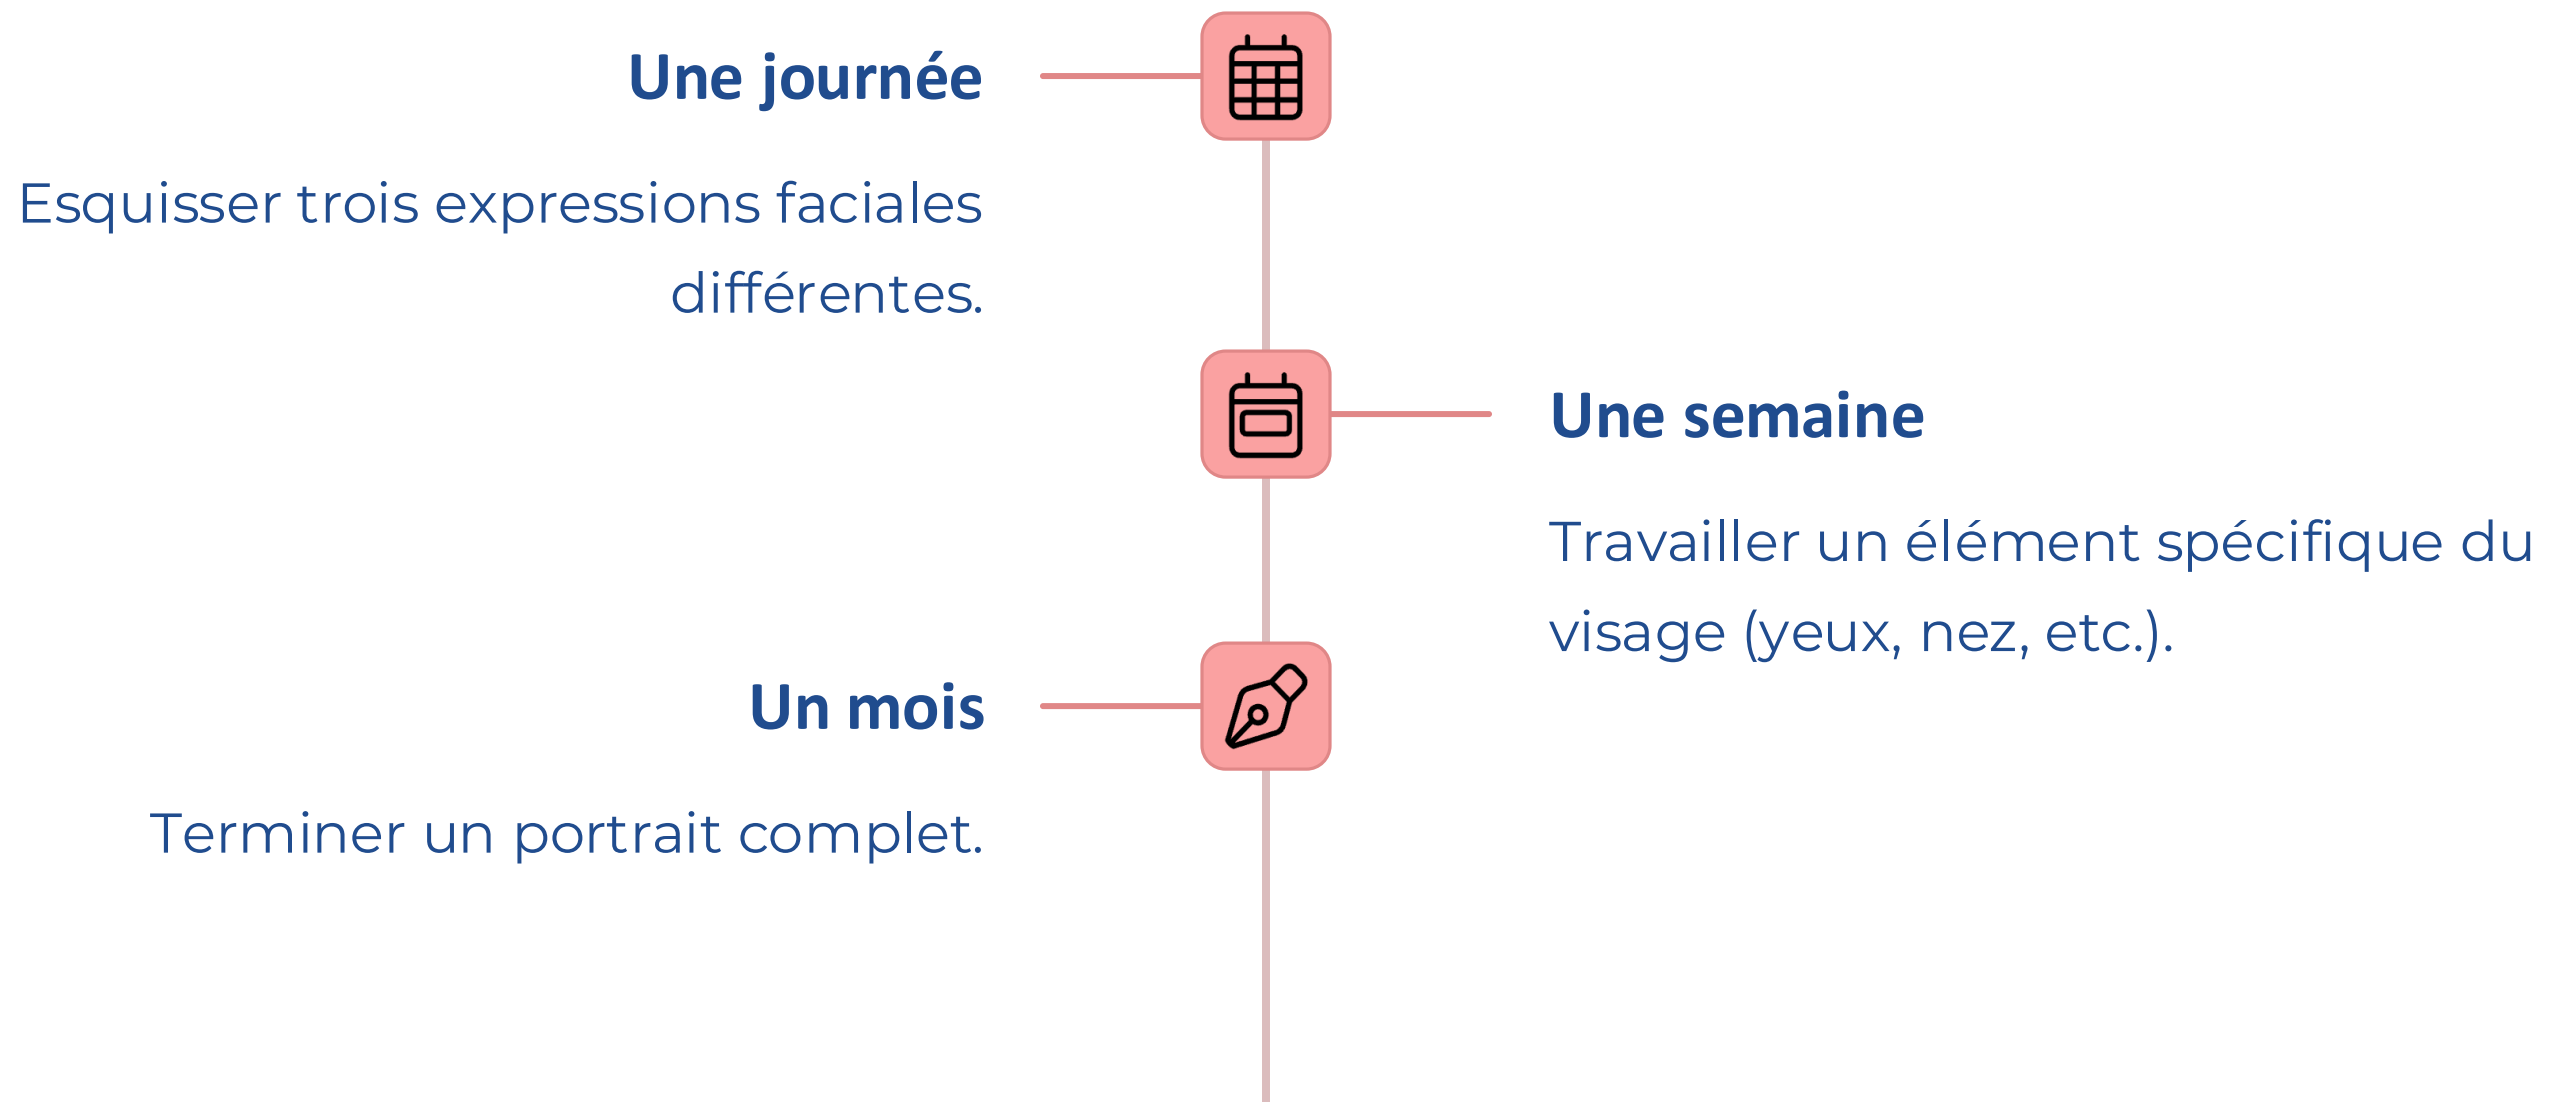 Une journée
Esquisser trois expressions faciales
différentes.
Une semaine
Travailler un élément spécifique du
visage (yeux, nez, etc.).
Un mois
Terminer un portrait complet.